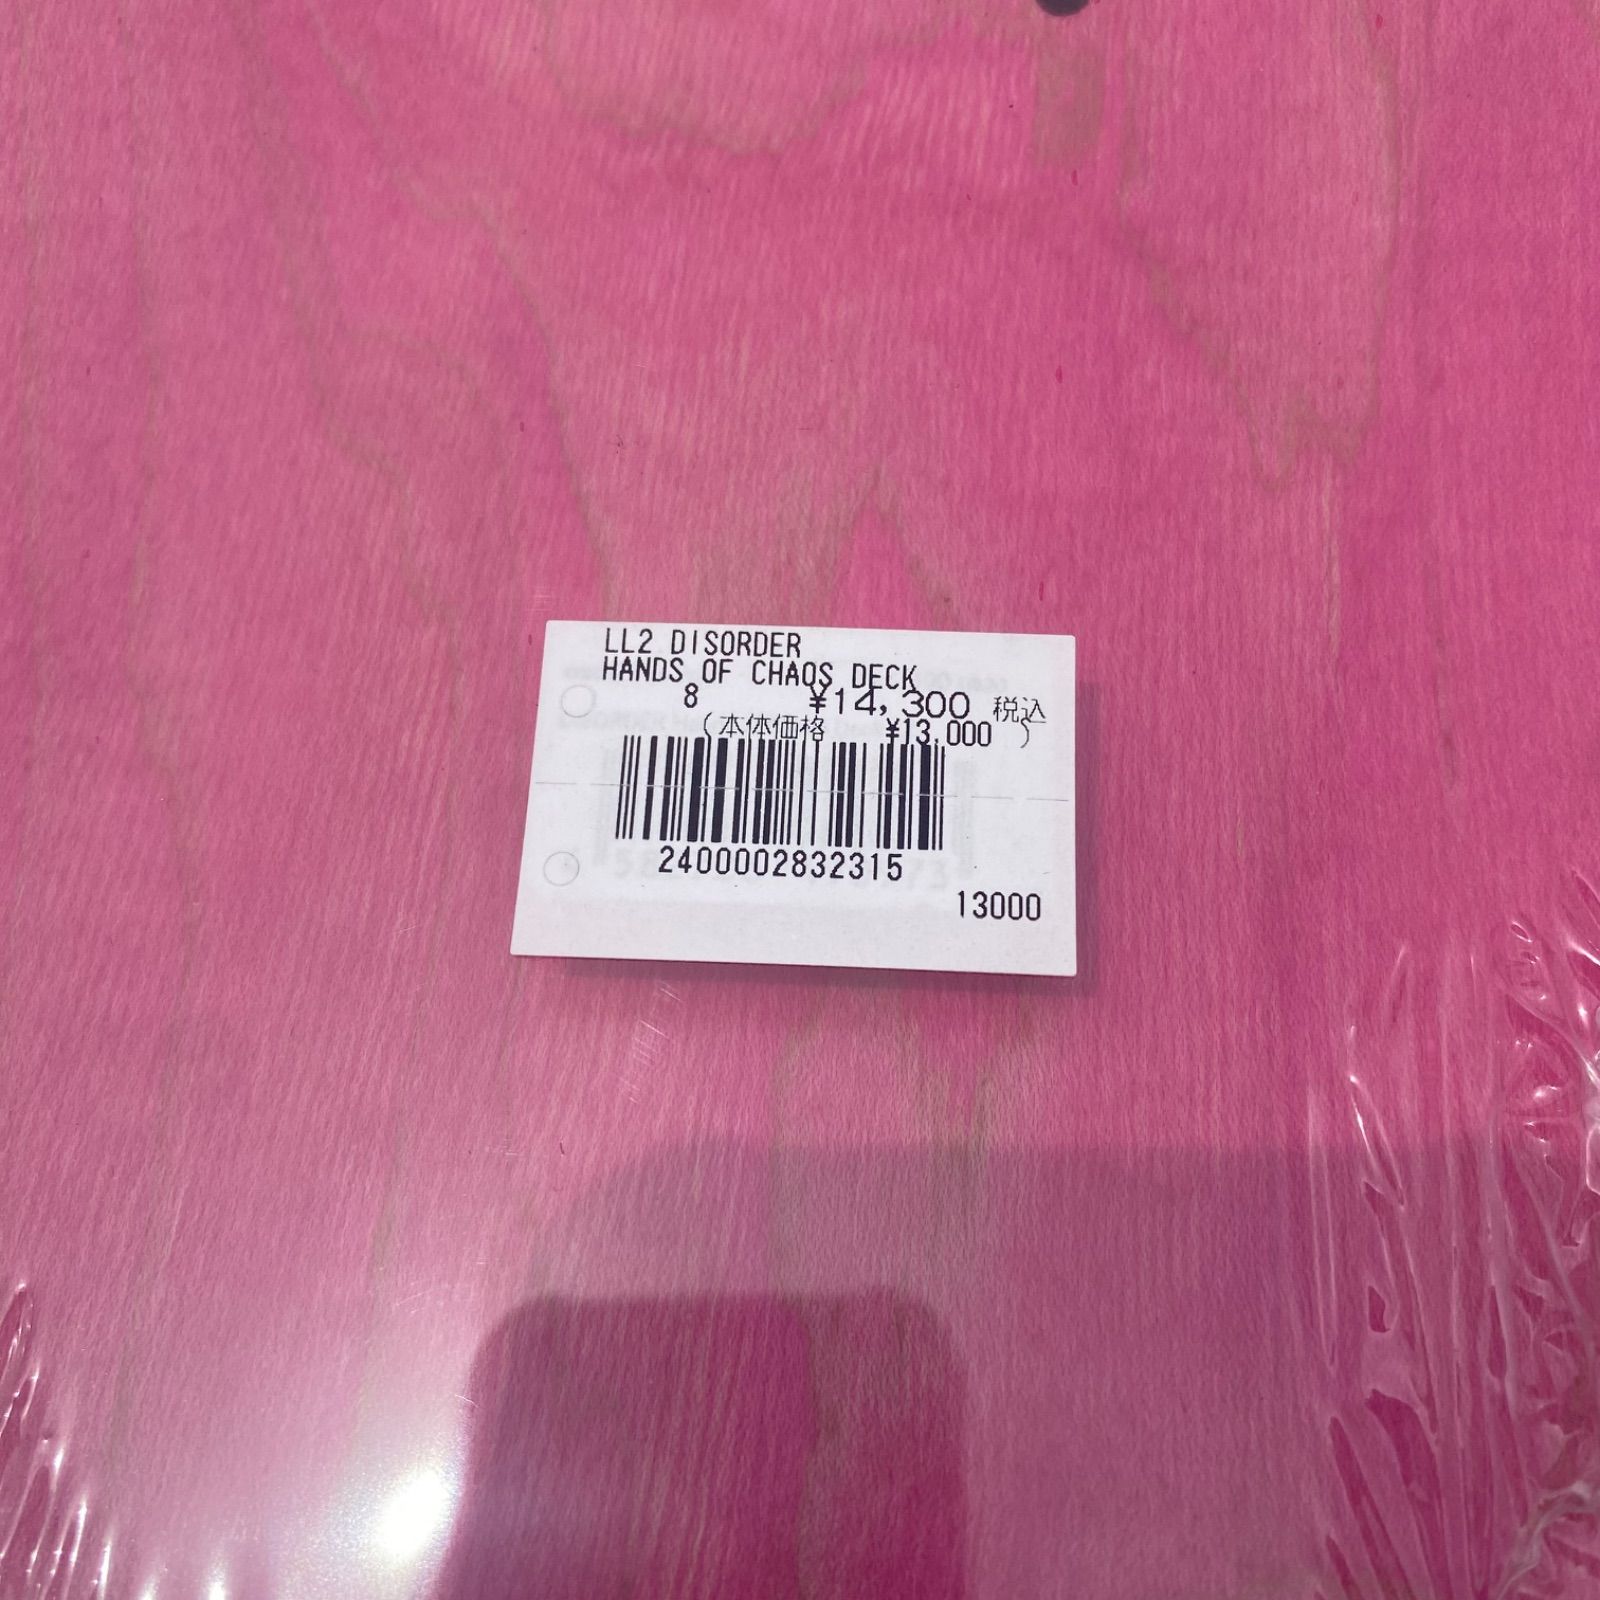 LL2 DISORDER
HANDS OF CHAOS DECK
8 ¥14,300 税込
(本体価格 ¥13,000 )
2400002832315
13000